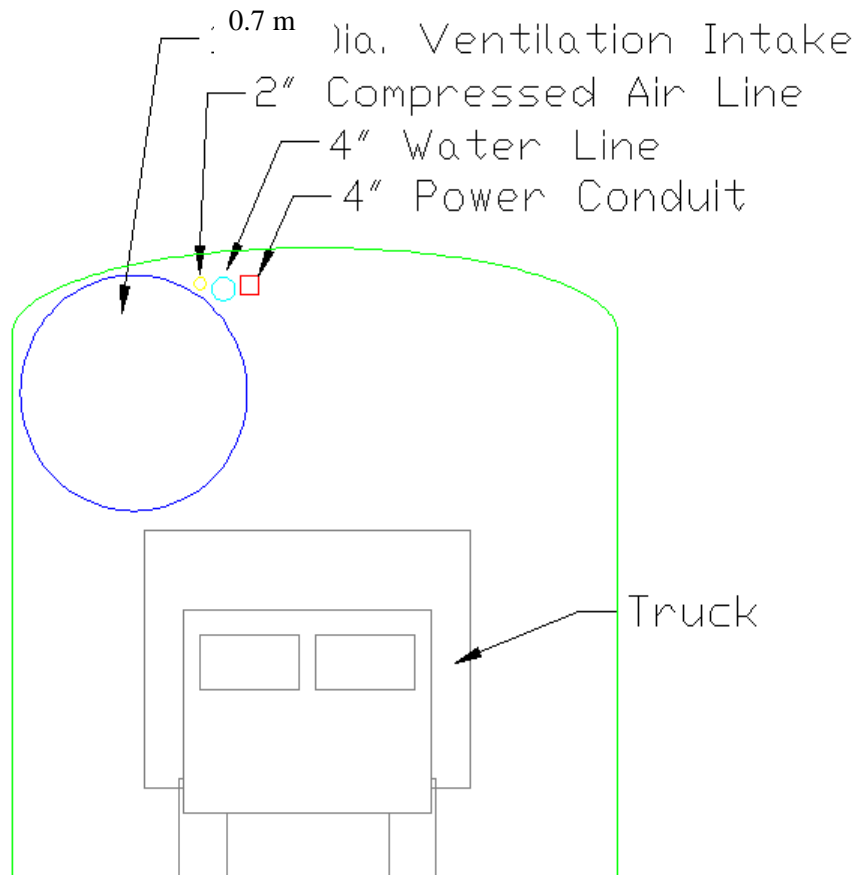 0.7 m Dia. Ventilation Intake
2" Compressed Air Line
4" Water Line
4" Power Conduit
Truck